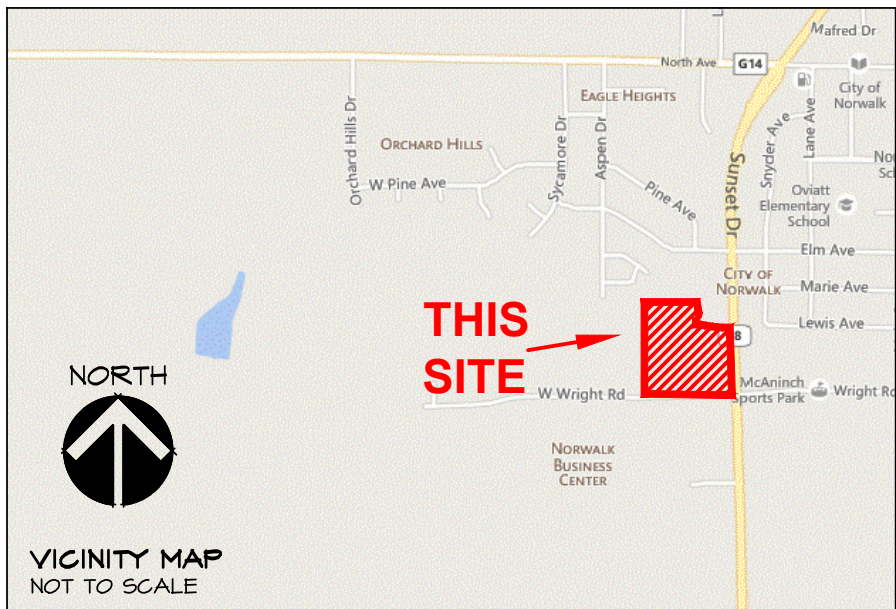 Mafred Dr
North Ave
G14
City of
Norwalk
EAGLE HEIGHTS
Orchard Hills Dr
ORCHARD HILLS
Sycamore Dr
Aspen Dr
Snyder Ave
Lane Ave
W Pine Ave
Pine Ave
Sunset Dr
Oviatt
Elementary
School
Elm Ave
CITY OF
NORWALK
Marie Ave
Lewis Ave
THIS
SITE
8
W Wright Rd
McAninch
Sports Park
Wright Rd
NORWALK
BUSINESS
CENTER
NORTH
VICINITY MAP
NOT TO SCALE